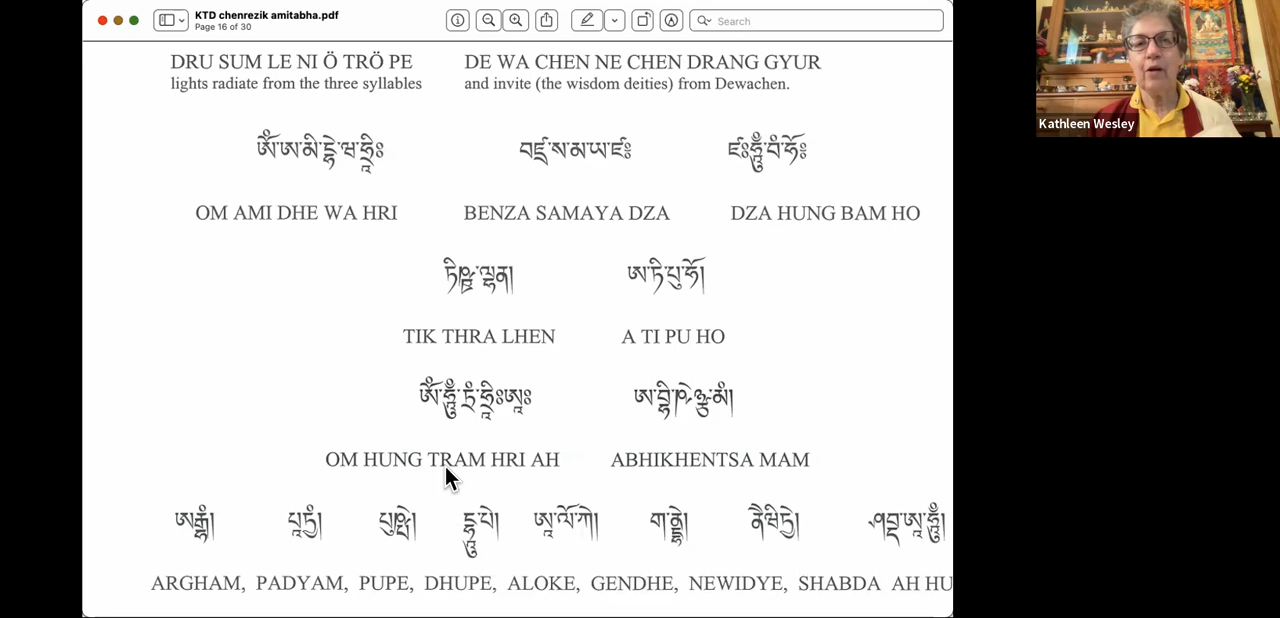 KTD chenrezik amitabha.pdf
Page 16 of 30
Search
Kathleen Wesley
DRU SUM LE NI Ö TRÖ PE DE WA CHEN NE CHEN DRANG GYUR
lights radiate from the three syllables and invite (the wisdom deities) from Dewachen.
ཨོཾ་ཨ་མི་དྷེ་ཝ་ཧྲཱིཿ བཛྲ་ས་མ་ཡ་ཛཿ ཛཿཧཱུྃ་བཾ་ཧོཿ
OM AMI DHE WA HRI BENZA SAMAYA DZA DZA HUNG BAM HO
ཏིཥྛ་ལྷན། ཨ་ཏི་པུ་ཧོ།
TIK THRA LHEN A TI PU HO
ཨོཾ་ཧཱུྃ་ཏྲཾ་ཧྲཱིཿཨཱཿ ཨ་བྷི་ཥེ་ཉྩ་མཾ།
OM HUNG TRAM HRI AH ABHIKHENTSA MAM
ཨརྒྷཾ། པཱ་ཏྱཾ། པུཥྤེ། དྷཱུ་པེ། ཨཱ་ལོ་ཀེ། ག་ནྡྷེ། ནཻ་ཝི་ཏྱེ། ཤབྡ་ཨཱ་ཧཱུྃ།
ARGHAM, PADYAM, PUPE, DHUPE, ALOKE, GENDHE, NEWIDYE, SHABDA AH HU